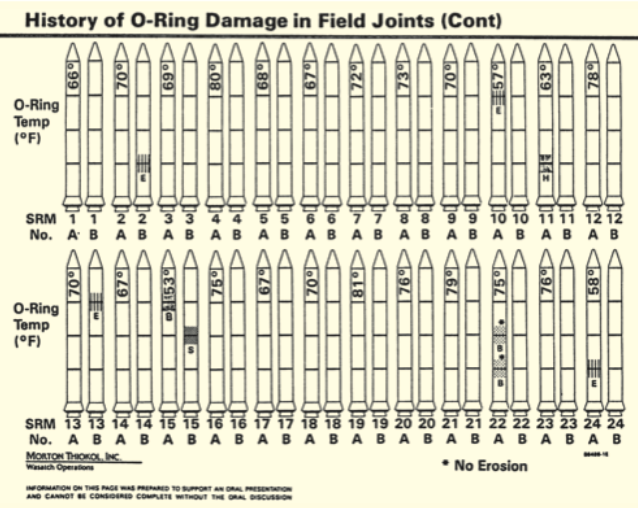 History of O-Ring Damage in Field Joints (Cont)
66° 70° 69° 80° 68° 67° 72° 73° 70° 57° 63° 78°
O-Ring
Temp
(°F)
E
E
H
SRM 1 1 2 2 3 3 4 4 5 5 6 6 7 7 8 8 9 9 10 10 11 11 12 12
No. A B A B A B A B A B A B A B A B A B A B A B A B
70° 67° 53° 75° 67° 70° 81° 76° 79° 75° 76° 58°
O-Ring
Temp
(°F)
E
B
S
*
B
*
B
E
SRM 13 13 14 14 15 15 16 16 17 17 18 18 19 19 20 20 21 21 22 22 23 23 24 24
No. A B A B A B A B A B A B A B A B A B A B A B A B
MORTON THIOKOL, INC.
Wasatch Operations
* No Erosion
INFORMATION ON THIS PAGE WAS PREPARED TO SUPPORT AN ORAL PRESENTATION
AND CANNOT BE CONSIDERED COMPLETE WITHOUT THE ORAL DISCUSSION